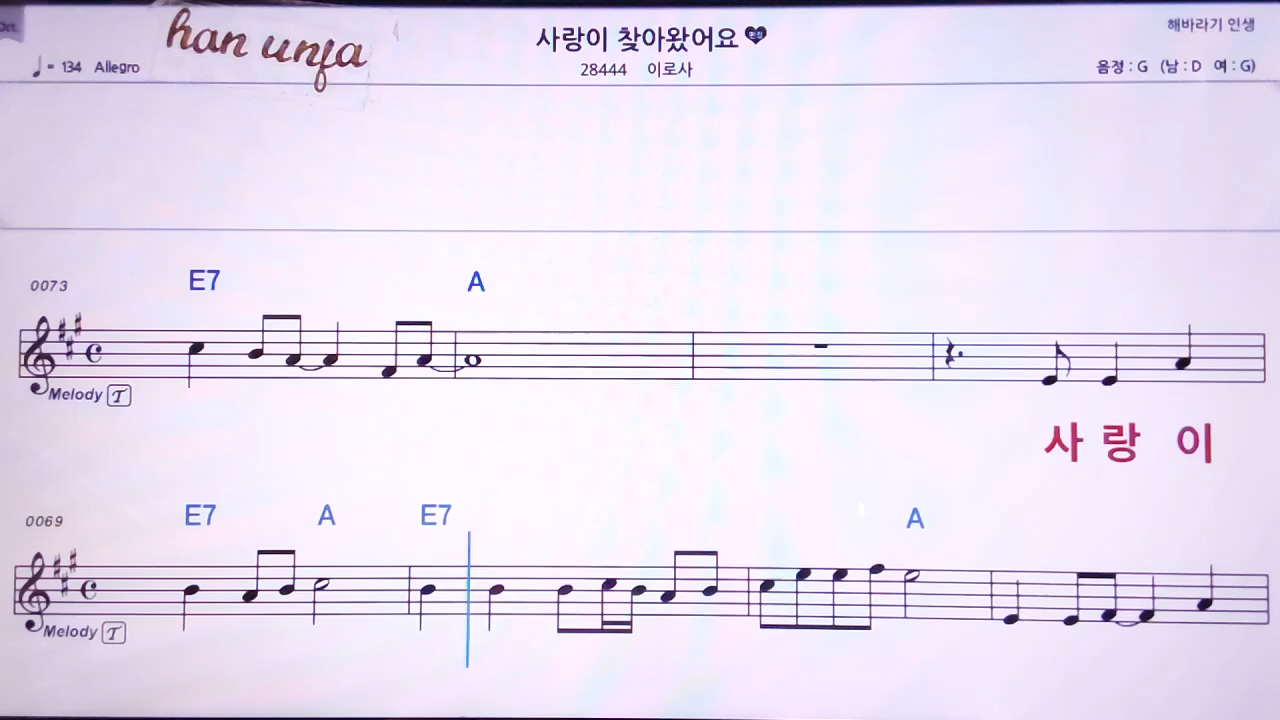 han unfa
사랑이 찾아왔어요
해바라기 인생
= 134 Allegro
28444 이로사
음정 : G (남 : D 여 : G)
0073
E7 A
Melody T
사 랑 이
0069
E7 A E7 A
Melody T